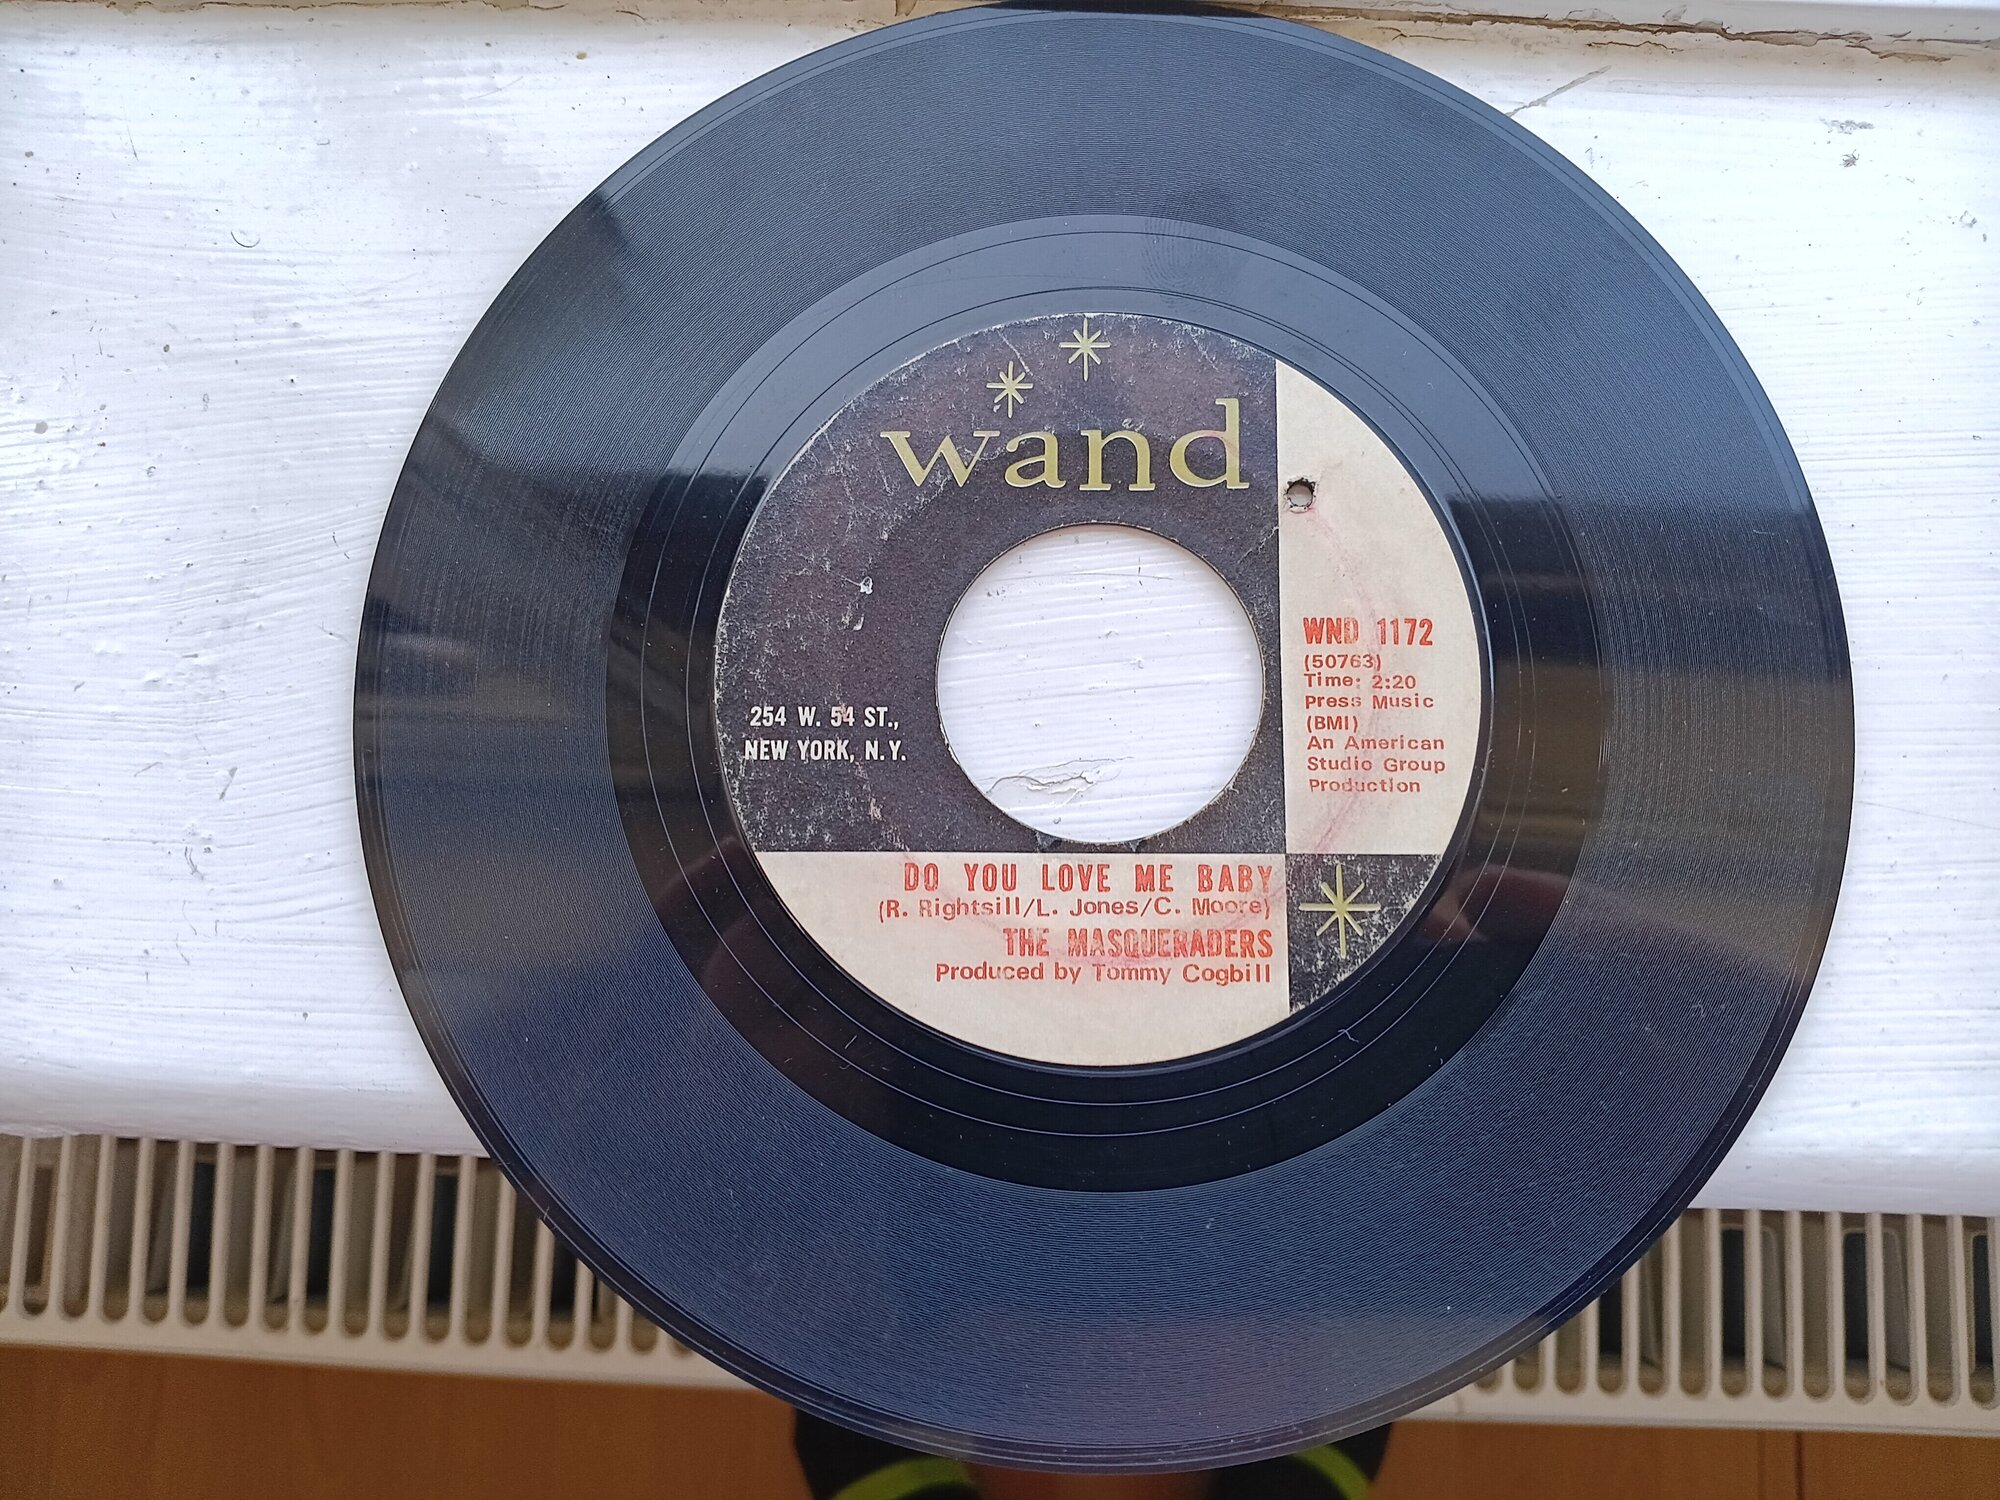 wand
254 W. 54 ST.,
NEW YORK, N.Y.
WND 1172
(50763)
Time: 2:20
Press Music
(BMI)
An American
Studio Group
Production
DO YOU LOVE ME BABY
(R. Rightsill/L. Jones/C. Moore)
THE MASQUERADERS
Produced by Tommy Cogbill